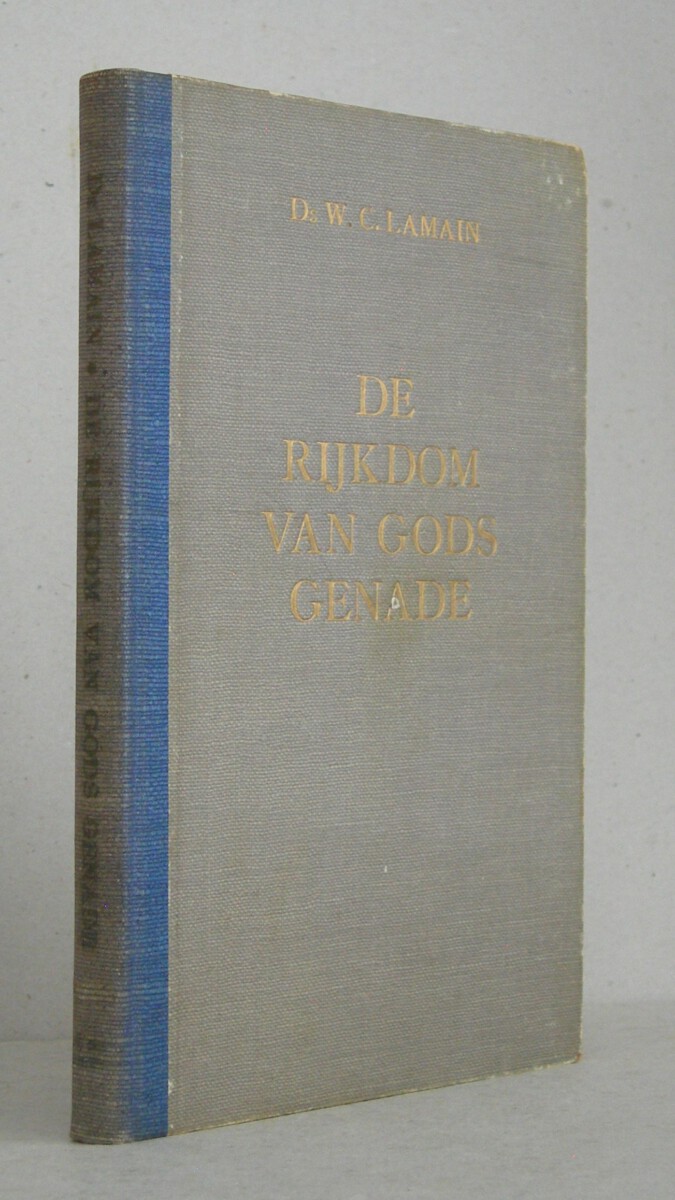 Ds W. C. LAMAIN
DE
RIJKDOM
VAN GODS
GENADE
Ds LAMAIN • DE RIJKDOM VAN GODS GENADE